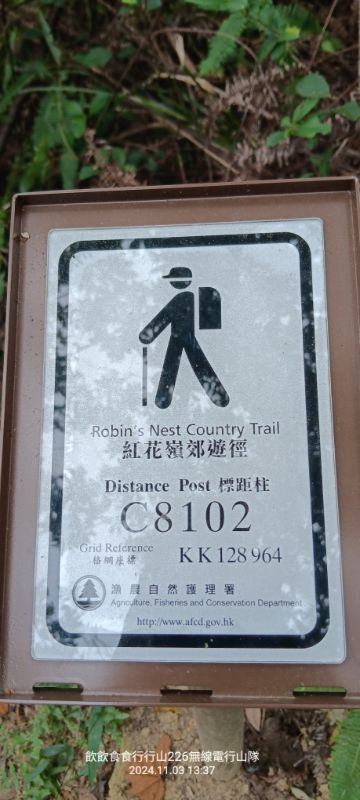 Robin's Nest Country Trail
紅花嶺郊遊徑
Distance Post 標距柱
C8102
Grid Reference KK 128 964
格網座標
漁農自然護理署
Agriculture, Fisheries and Conservation Department
http://www.afcd.gov.hk
飲飲食食行行山226無線電行山隊
2024.11.03 13:37